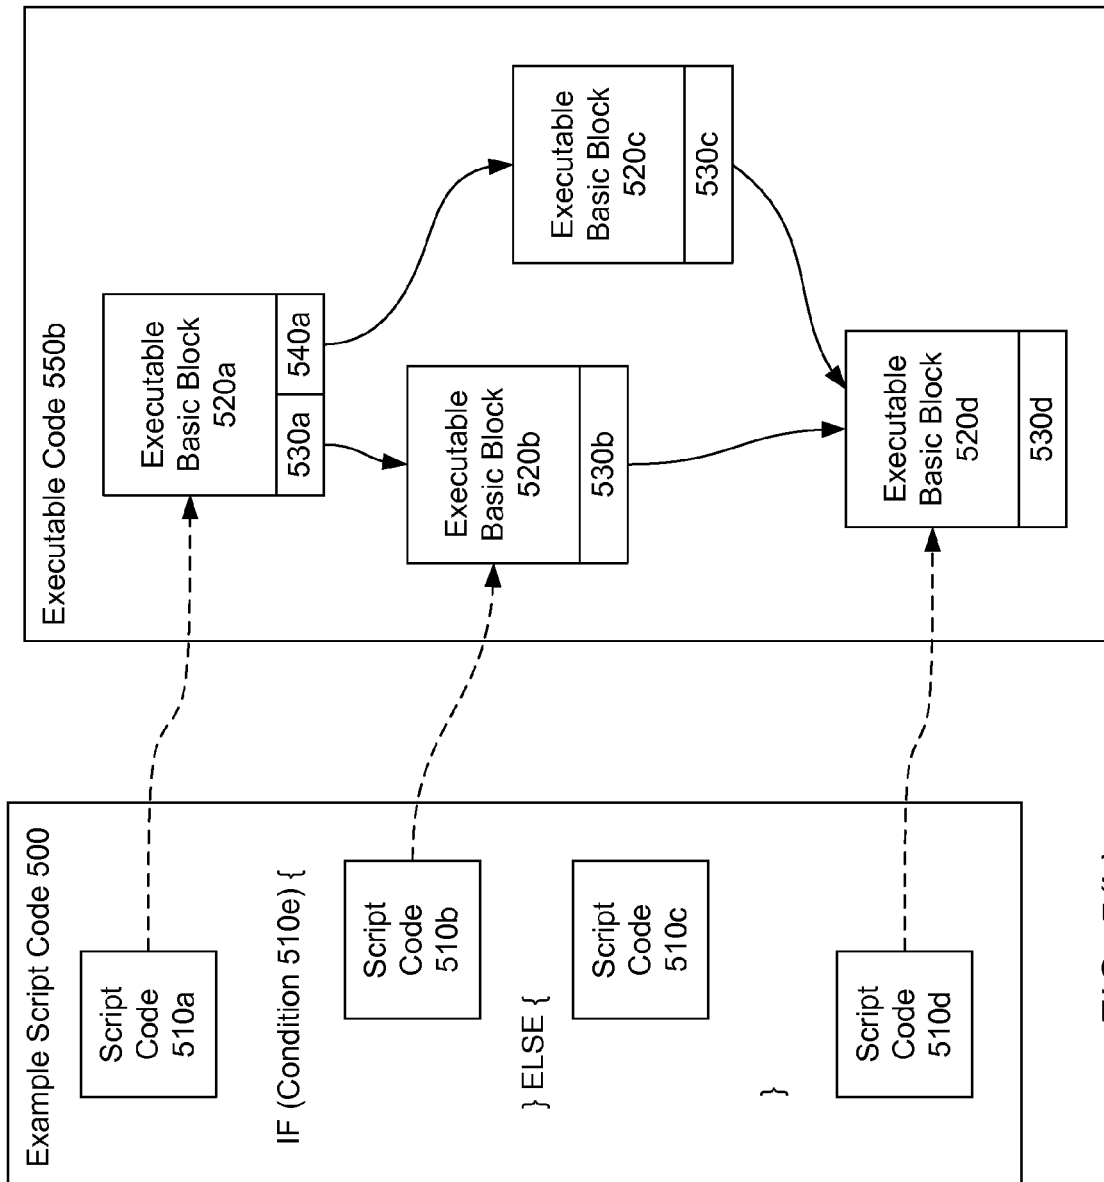 Example Script Code 500
Script
Code
510a
IF (Condition 510e) {
Script
Code
510b
} ELSE {
Script
Code
510c
}
Script
Code
510d
Executable Code 550b
Executable
Basic Block
520a
530a
540a
Executable
Basic Block
520b
530b
Executable
Basic Block
520c
530c
Executable
Basic Block
520d
530d